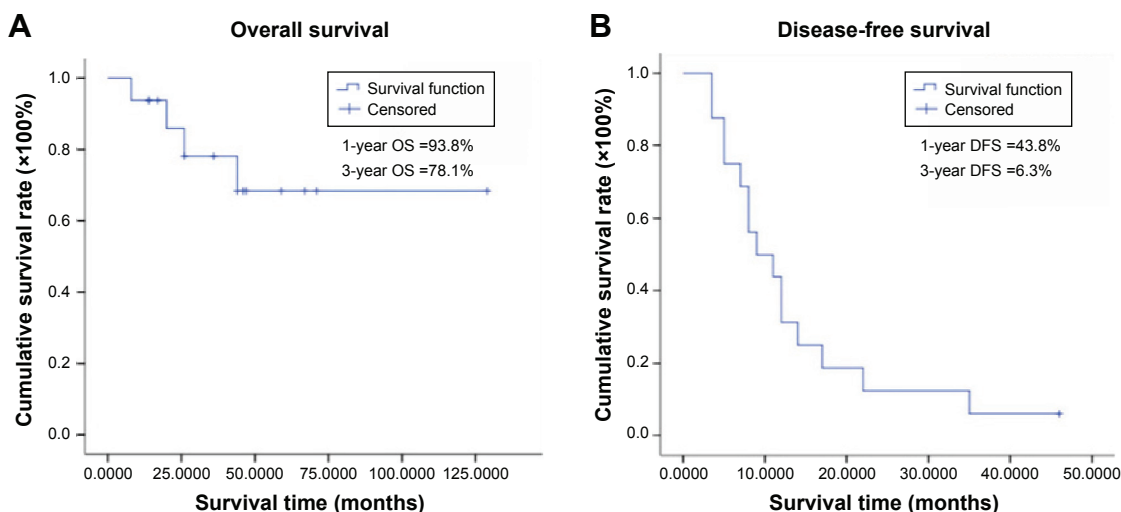 A
Overall survival
Cumulative survival rate (×100%)
1.0
0.8
0.6
0.4
0.2
0.0
Survival function
Censored
1-year OS =93.8%
3-year OS =78.1%
0.0000 25.0000 50.0000 75.0000 100.0000 125.0000
Survival time (months)
B
Disease-free survival
Cumulative survival rate (×100%)
1.0
0.8
0.6
0.4
0.2
0.0
Survival function
Censored
1-year DFS =43.8%
3-year DFS =6.3%
0.0000 10.0000 20.0000 30.0000 40.0000 50.0000
Survival time (months)